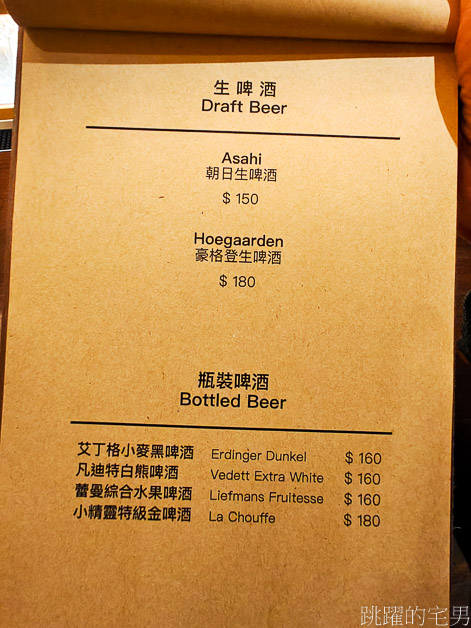 生啤酒
Draft Beer
Asahi
朝日生啤酒
$ 150
Hoegaarden
豪格登生啤酒
$ 180
瓶裝啤酒
Bottled Beer
艾丁格小麥黑啤酒 Erdinger Dunkel $ 160
凡迪特白熊啤酒 Vedett Extra White $ 160
蕾曼綜合水果啤酒 Liefmans Fruitesse $ 160
小精靈特級金啤酒 La Chouffe $ 180
跳躍的宅男